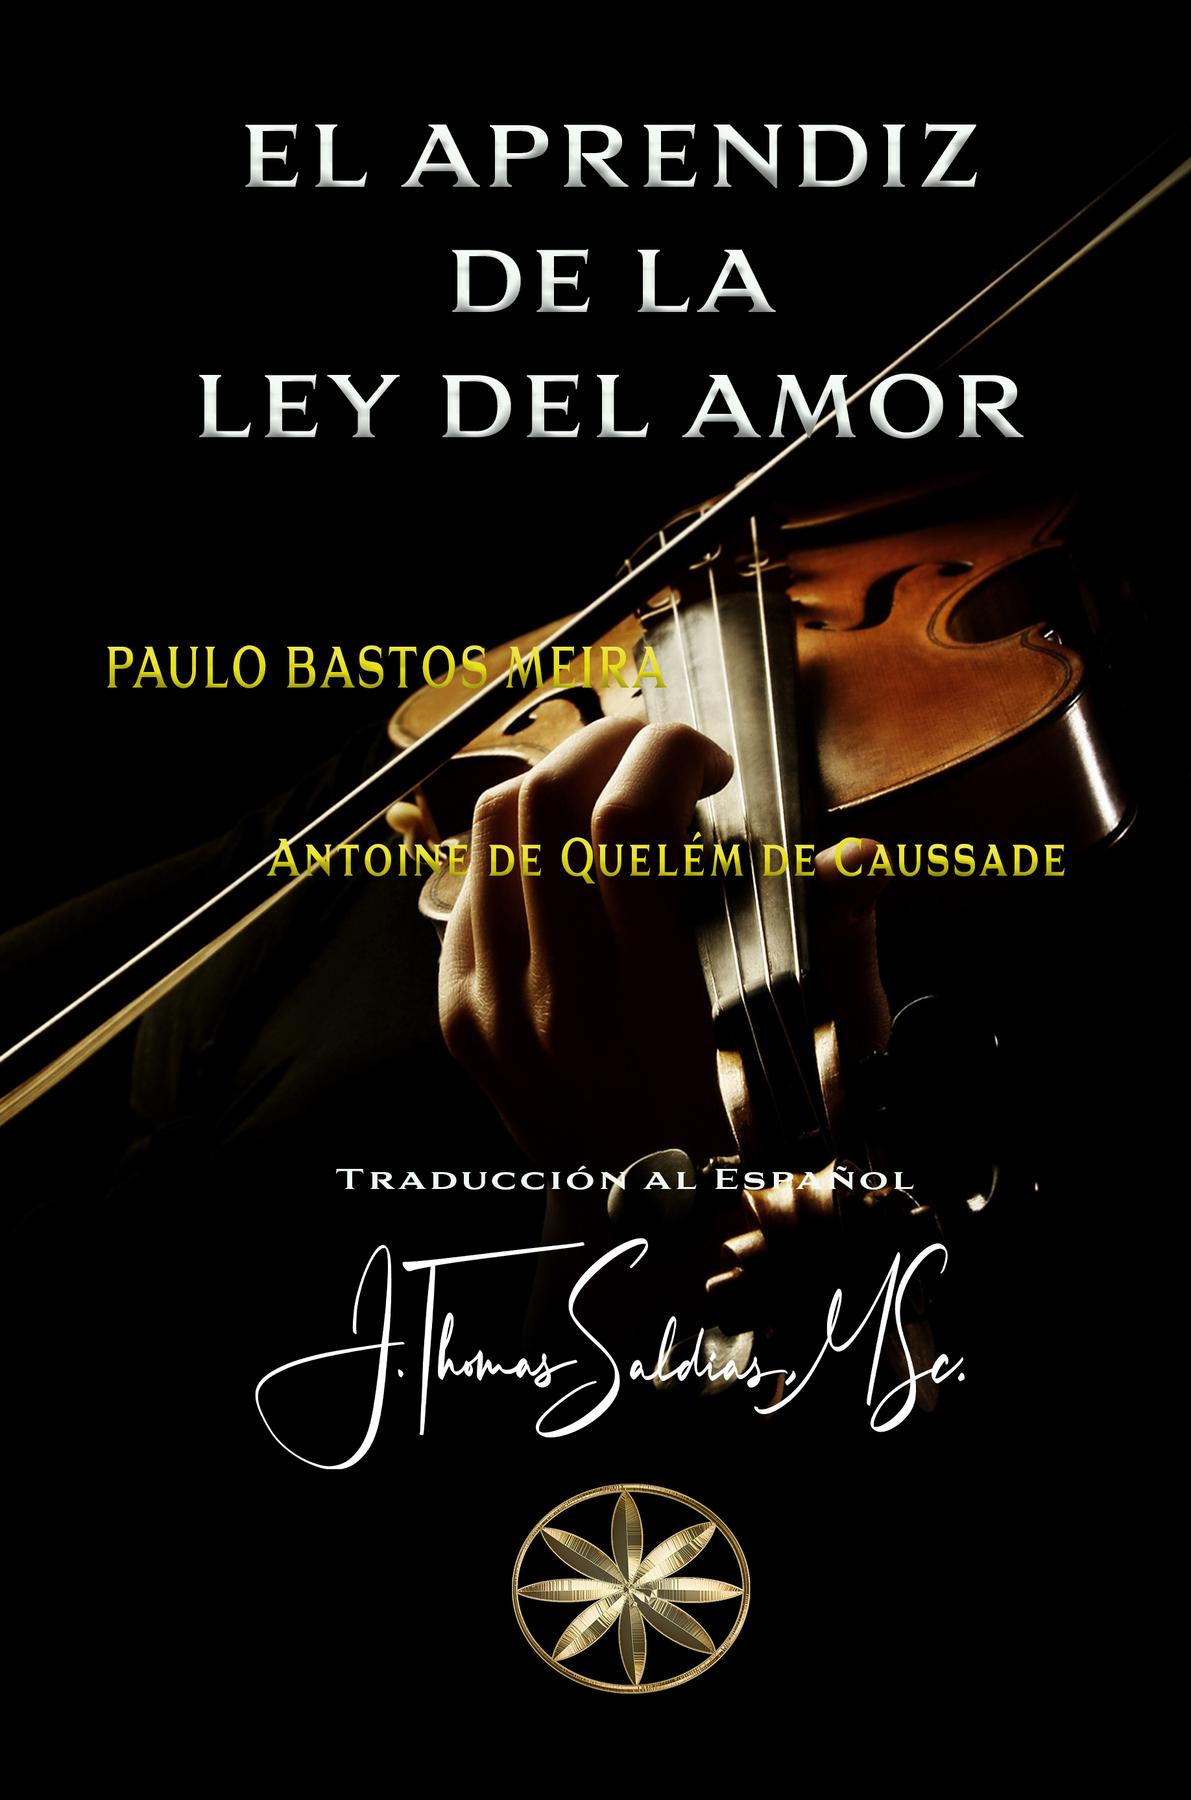 EL APRENDIZ
DE LA
LEY DEL AMOR
PAULO BASTOS MEIRA
ANTOINE DE QUELÉM DE CAUSSADE
TRADUCCIÓN AL ESPAÑOL
J. Thomas Saldias, MSc.